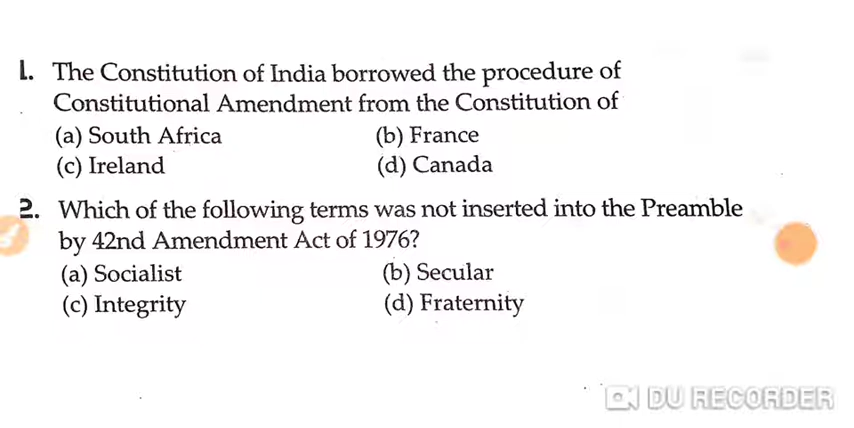 1. The Constitution of India borrowed the procedure of
Constitutional Amendment from the Constitution of
(a) South Africa (b) France
(c) Ireland (d) Canada
2. Which of the following terms was not inserted into the Preamble
by 42nd Amendment Act of 1976?
(a) Socialist (b) Secular
(c) Integrity (d) Fraternity
DU RECORDER